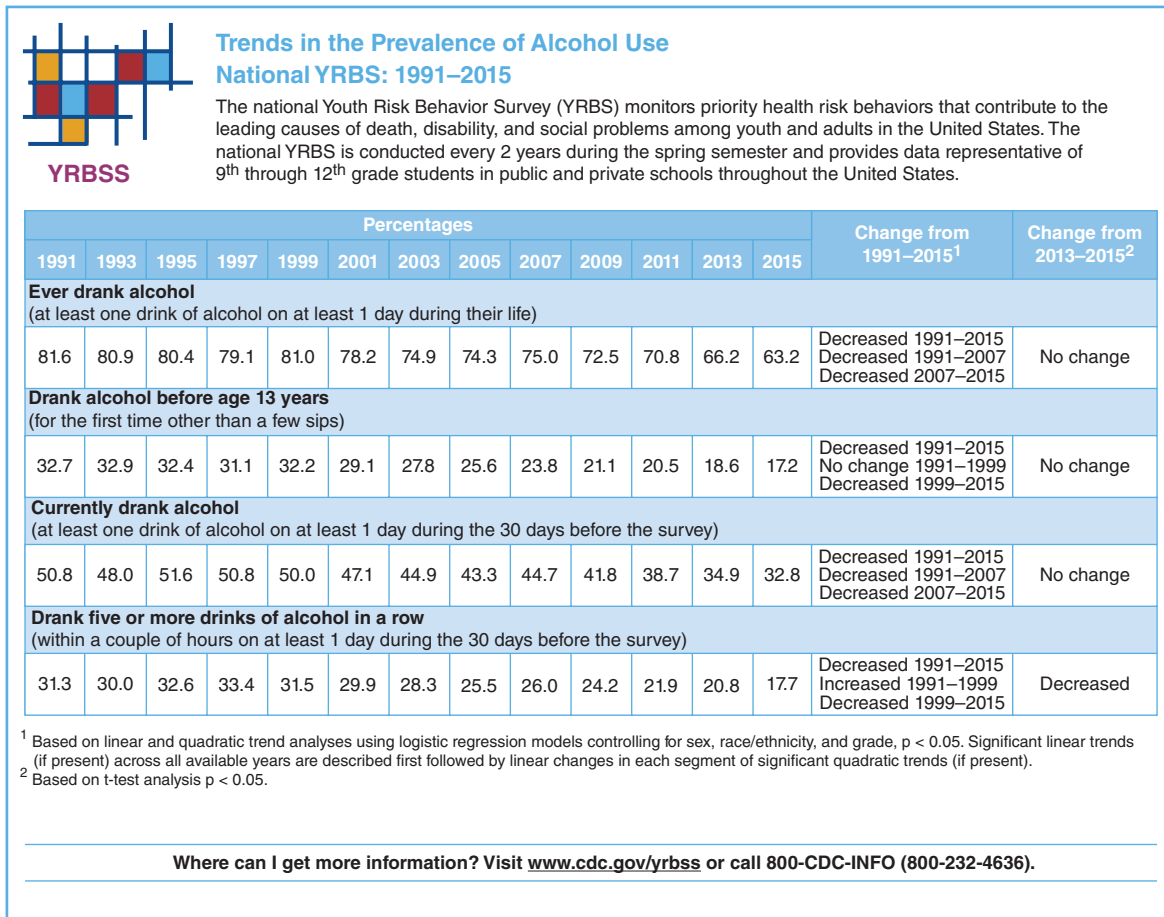 Trends in the Prevalence of Alcohol Use
National YRBS: 1991–2015
The national Youth Risk Behavior Survey (YRBS) monitors priority health risk behaviors that contribute to the
leading causes of death, disability, and social problems among youth and adults in the United States. The
national YRBS is conducted every 2 years during the spring semester and provides data representative of
9th through 12th grade students in public and private schools throughout the United States.
YRBSS
Percentages
Change from 1991–2015¹
Change from 2013–2015²
1991 1993 1995 1997 1999 2001 2003 2005 2007 2009 2011 2013 2015
Ever drank alcohol
(at least one drink of alcohol on at least 1 day during their life)
81.6 80.9 80.4 79.1 81.0 78.2 74.9 74.3 75.0 72.5 70.8 66.2 63.2
Decreased 1991–2015
Decreased 1991–2007
Decreased 2007–2015
No change
Drank alcohol before age 13 years
(for the first time other than a few sips)
32.7 32.9 32.4 31.1 32.2 29.1 27.8 25.6 23.8 21.1 20.5 18.6 17.2
Decreased 1991–2015
No change 1991–1999
Decreased 1999–2015
No change
Currently drank alcohol
(at least one drink of alcohol on at least 1 day during the 30 days before the survey)
50.8 48.0 51.6 50.8 50.0 47.1 44.9 43.3 44.7 41.8 38.7 34.9 32.8
Decreased 1991–2015
Decreased 1991–2007
Decreased 2007–2015
No change
Drank five or more drinks of alcohol in a row
(within a couple of hours on at least 1 day during the 30 days before the survey)
31.3 30.0 32.6 33.4 31.5 29.9 28.3 25.5 26.0 24.2 21.9 20.8 17.7
Decreased 1991–2015
Increased 1991–1999
Decreased 1999–2015
Decreased
¹ Based on linear and quadratic trend analyses using logistic regression models controlling for sex, race/ethnicity, and grade, p < 0.05. Significant linear trends
(if present) across all available years are described first followed by linear changes in each segment of significant quadratic trends (if present).
² Based on t-test analysis p < 0.05.
Where can I get more information? Visit www.cdc.gov/yrbss or call 800-CDC-INFO (800-232-4636).